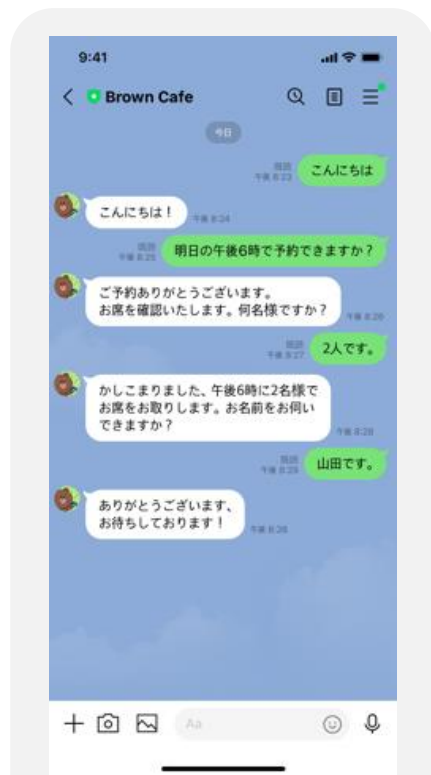 9:41
Brown Cafe
今日
既読
午後 8:23
こんにちは
こんにちは！
午後 8:24
既読
午後 8:25
明日の午後6時で予約できますか？
ご予約ありがとうございます。
お席を確認いたします。何名様ですか？
午後 8:26
既読
午後 8:27
2人です。
かしこまりました、午後6時に2名様で
お席をお取りします。お名前をお伺い
できますか？
午後 8:28
既読
山田です。
ありがとうございます、
お待ちしております！
Aa